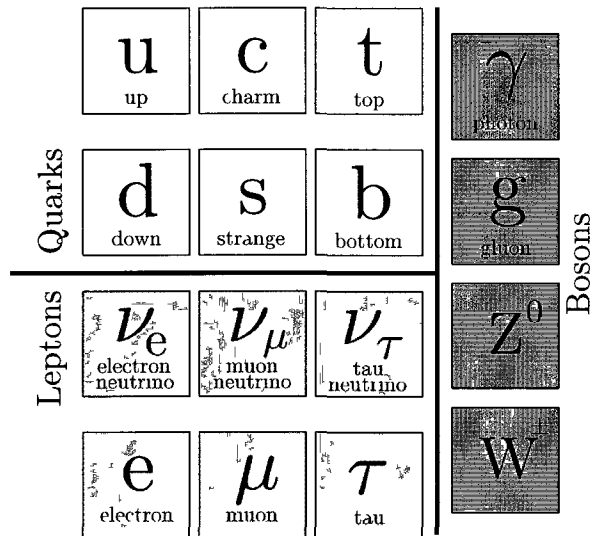 u c t
up charm top
Quarks
d s b
down strange bottom
Leptons
νe νμ ντ
electron neutrino muon neutrino tau neutrino
e μ τ
electron muon tau
γ
photon
g
gluon
Z⁰
W
Bosons